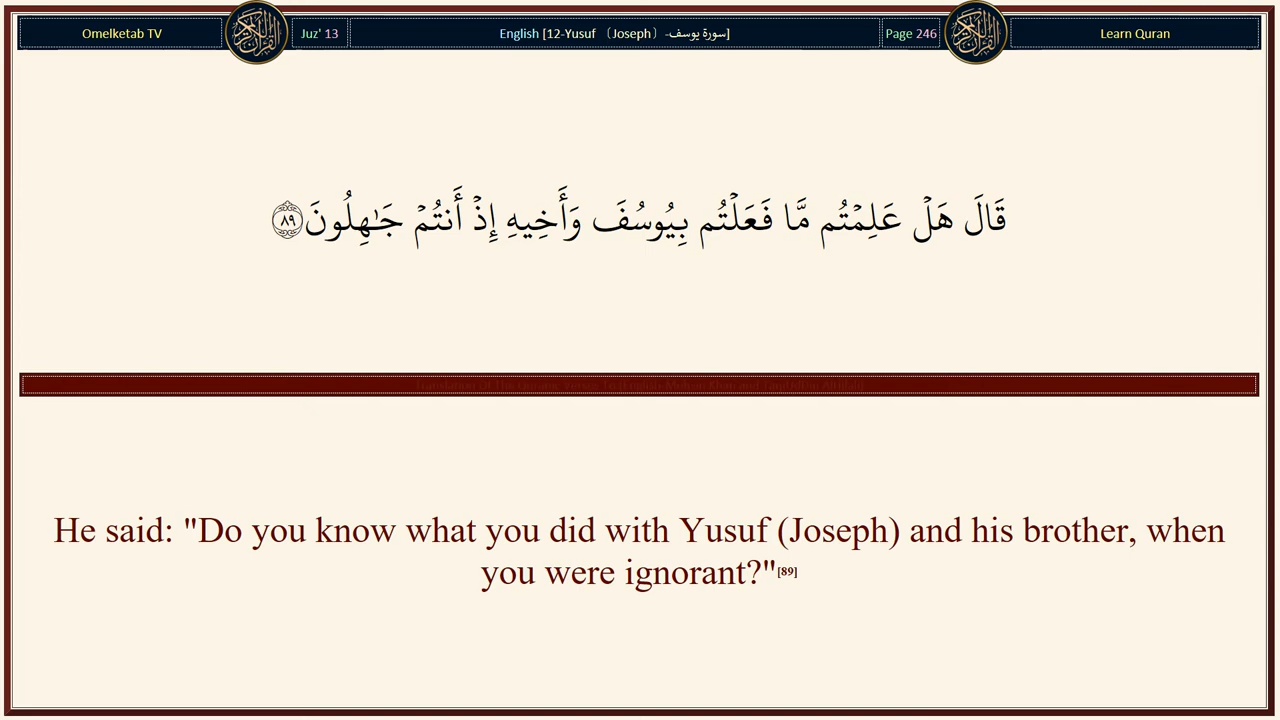 Omelketab TV
Juz' 13
English [12-Yusuf （Joseph）-سورة يوسف]
Page 246
Learn Quran
قَالَ هَلۡ عَلِمۡتُم مَّا فَعَلۡتُم بِيُوسُفَ وَأَخِيهِ إِذۡ أَنتُمۡ جَٰهِلُونَ ٨٩
He said: "Do you know what you did with Yusuf (Joseph) and his brother, when
you were ignorant?"[89]